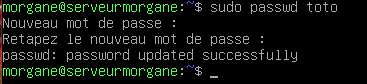 morgane@serveurmorgane:~$ sudo passwd toto
Nouveau mot de passe :
Retapez le nouveau mot de passe :
passwd: password updated successfully
morgane@serveurmorgane:~$ _